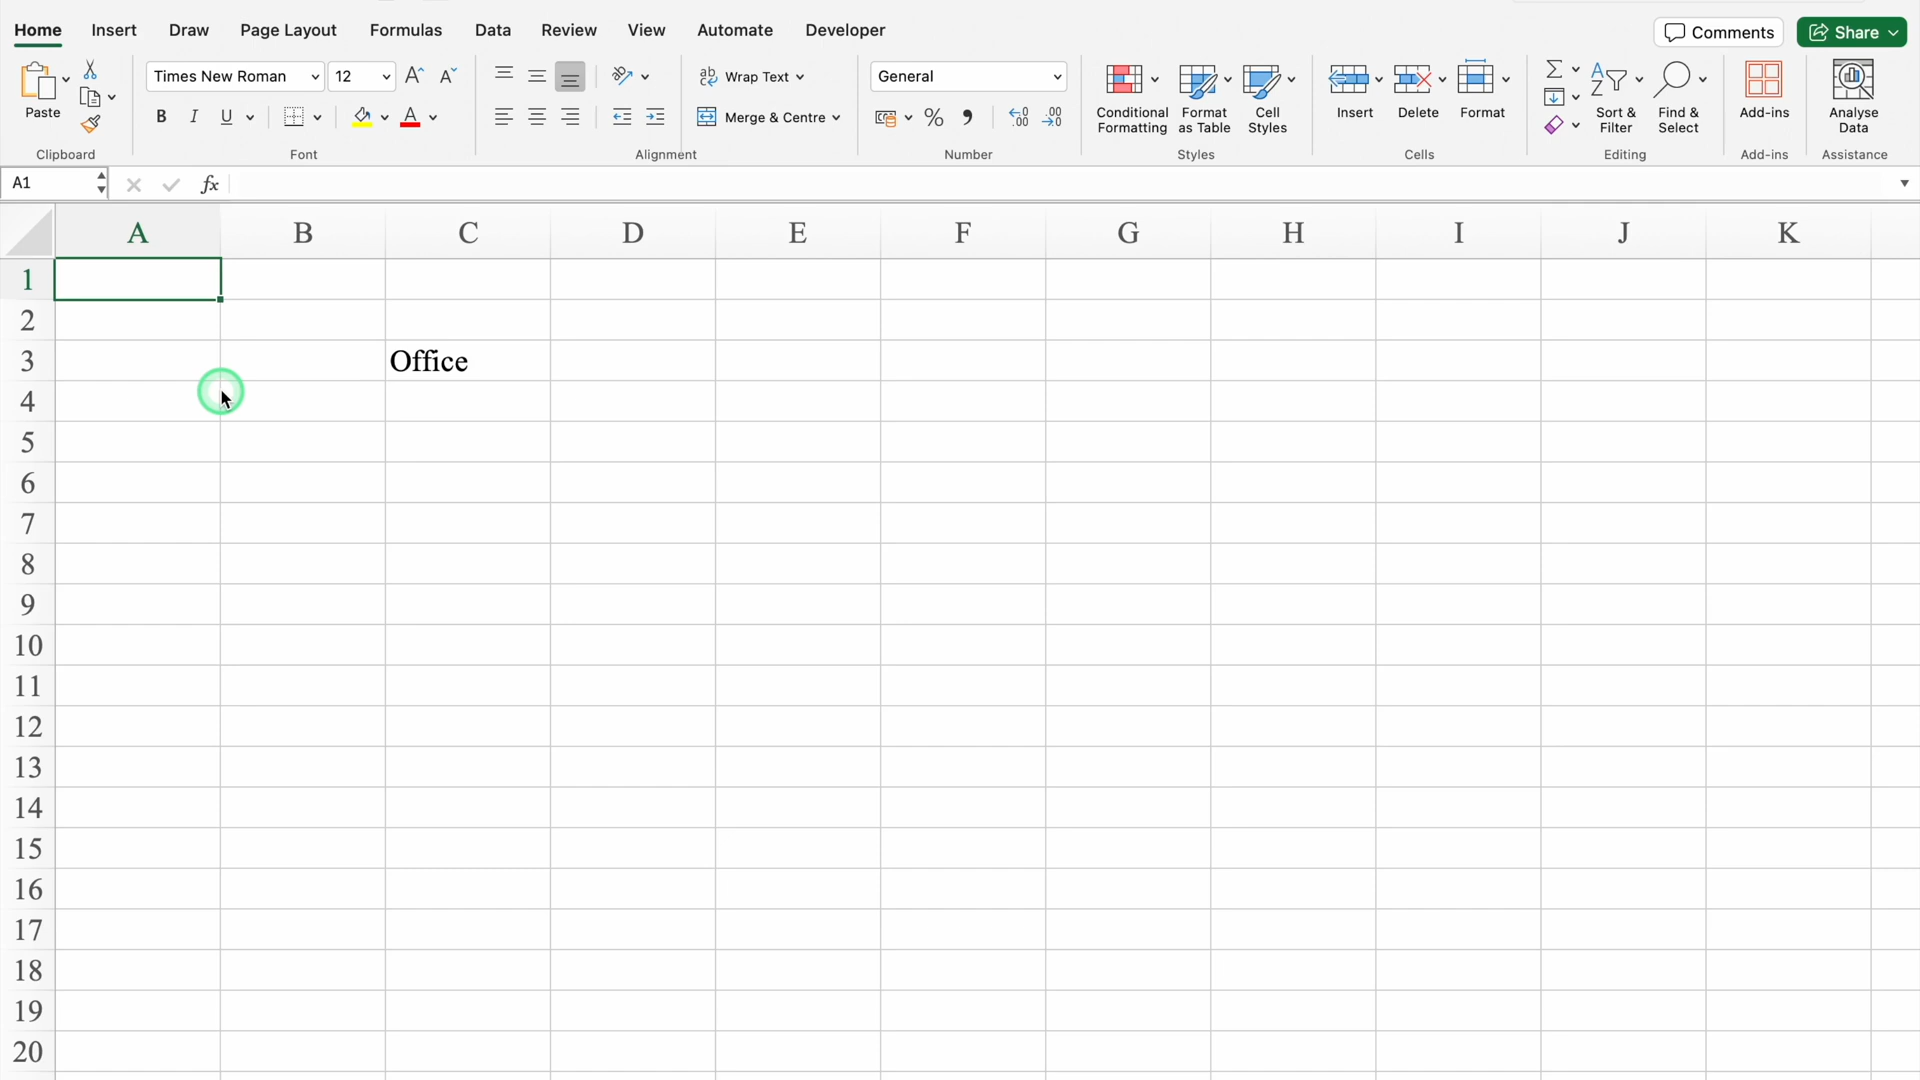 Home Insert Draw Page Layout Formulas Data Review View Automate Developer Comments Share
Times New Roman 12 Wrap Text General
Paste Conditional Formatting Format as Table Cell Styles Insert Delete Format Sort & Filter Find & Select Add-ins Analyse Data
B I U A Merge & Centre % .00 .00
Clipboard Font Alignment Number Styles Cells Editing Add-ins Assistance
A1 fx
A B C D E F G H I J K
1
2
3 Office
4
5
6
7
8
9
10
11
12
13
14
15
16
17
18
19
20